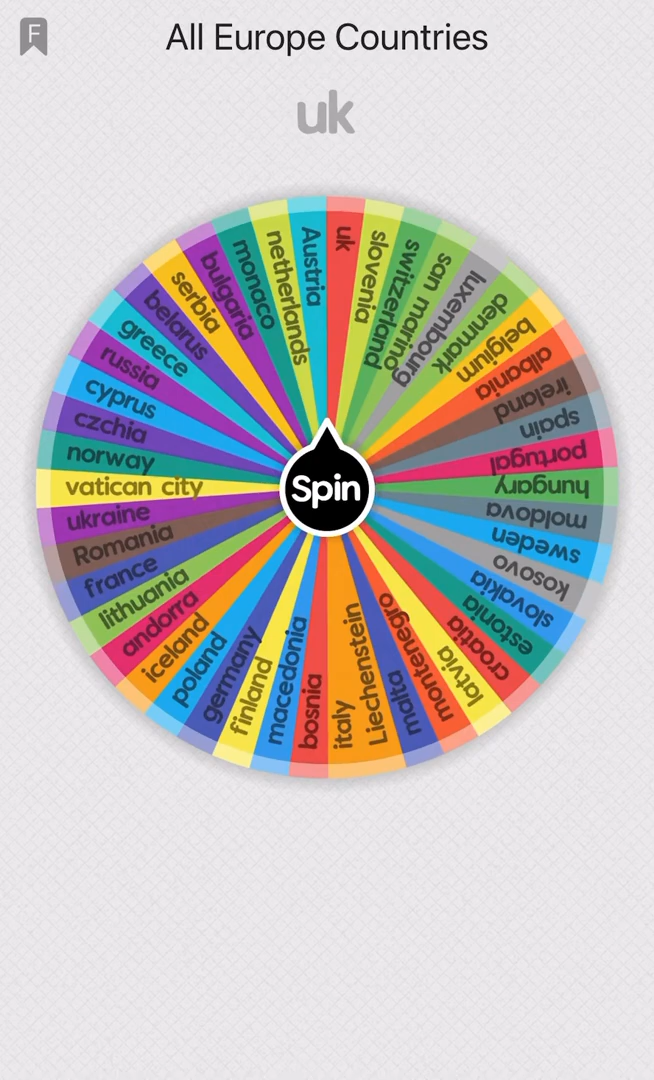 F
All Europe Countries
uk
uk
slovenia
switzerland
san marino
luxembourg
denmark
belgium
albania
ireland
spain
portugal
hungary
moldova
sweden
kosovo
slovakia
estonia
croatia
latvia
montenegro
malta
Liechenstein
italy
bosnia
macedonia
finland
germany
poland
iceland
andorra
lithuania
france
Romania
ukraine
vatican city
norway
czchia
cyprus
russia
greece
belarus
serbia
bulgaria
monaco
netherlands
Austria
Spin